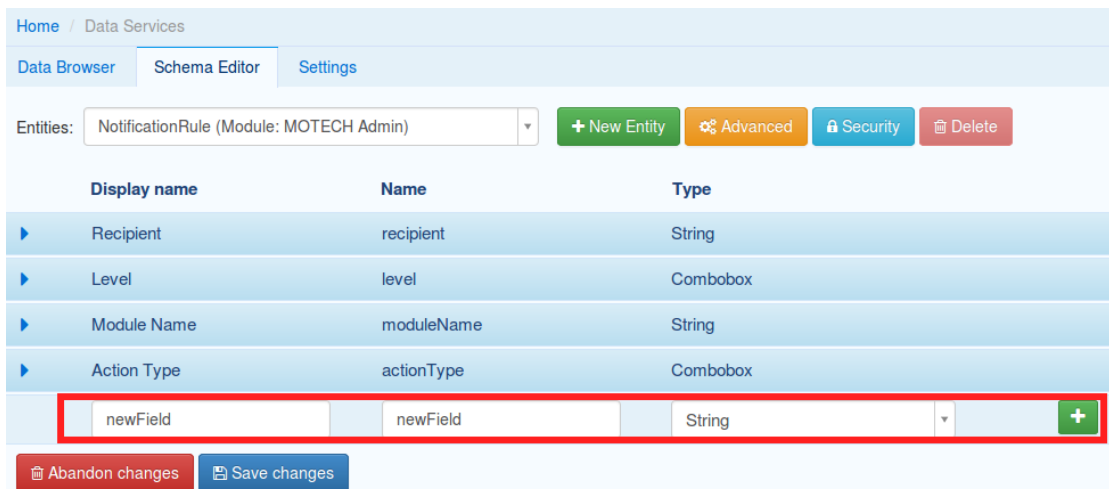 Home / Data Services
Data Browser Schema Editor Settings
Entities: NotificationRule (Module: MOTECH Admin) + New Entity Advanced Security Delete
Display name Name Type
Recipient recipient String
Level level Combobox
Module Name moduleName String
Action Type actionType Combobox
newField newField String +
Abandon changes Save changes